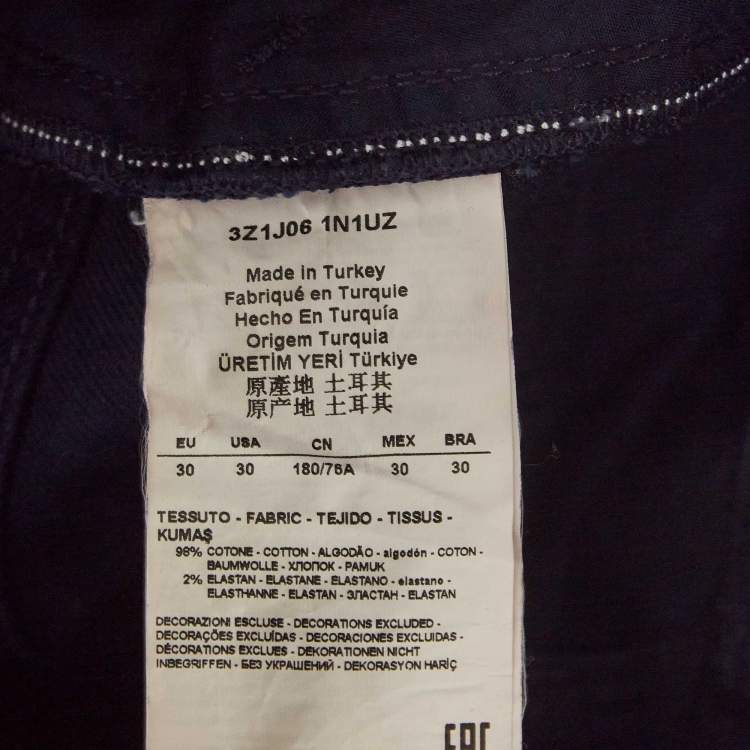 3Z1J06 1N1UZ
Made in Turkey
Fabriqué en Turquie
Hecho En Turquía
Origem Turquia
ÜRETİM YERİ Türkiye
原產地 土耳其
原产地 土耳其
EU USA CN MEX BRA
30 30 180/76A 30 30
TESSUTO - FABRIC - TEJIDO - TISSUS -
KUMAŞ
98% COTONE - COTTON - ALGODÃO - algodón - COTON -
BAUMWOLLE - ХЛОПОК - PAMUK
2% ELASTAN - ELASTANE - ELASTANO - elastano -
ELASTHANNE - ELASTAN - ЭЛАСТАН - ELASTAN
DECORAZIONI ESCLUSE - DECORATIONS EXCLUDED -
DECORAÇÕES EXCLUÍDAS - DECORACIONES EXCLUIDAS -
DÉCORATIONS EXCLUES - DEKORATIONEN NICHT
INBEGRIFFEN - БЕЗ УКРАШЕНИЙ - DEKORASYON HARİÇ
EAC